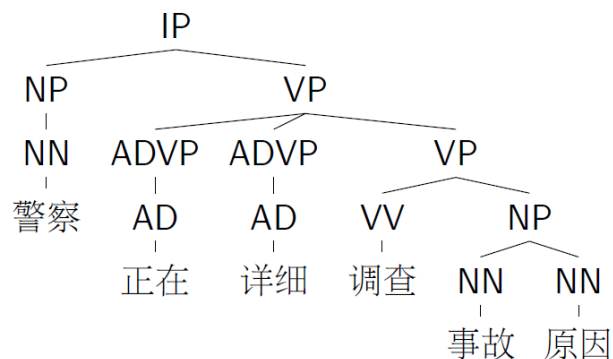 IP
NP VP
NN ADVP ADVP VP
警察 AD AD VV NP
正在 详细 调查 NN NN
事故 原因